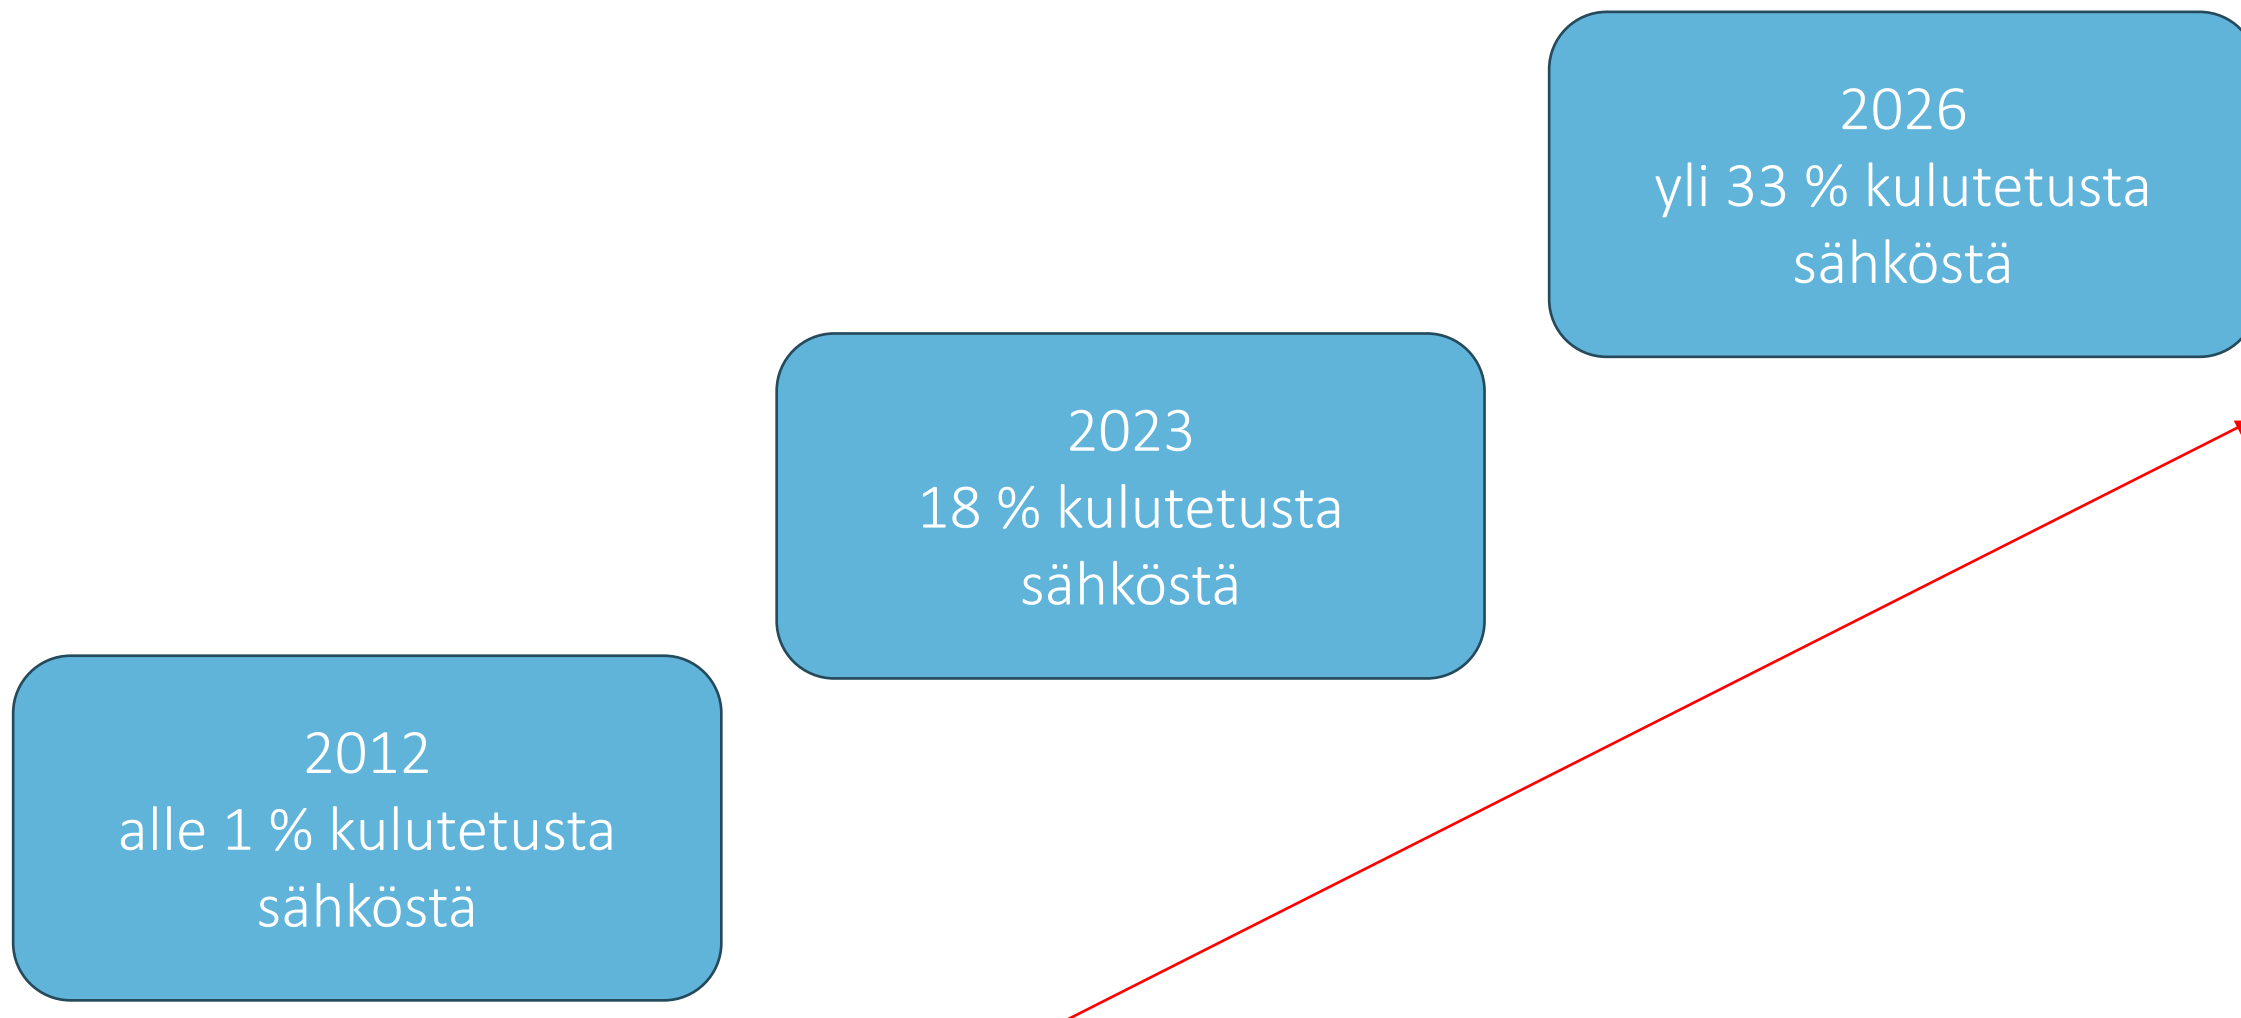 2026
yli 33 % kulutetusta
sähköstä
2023
18 % kulutetusta
sähköstä
2012
alle 1 % kulutetusta
sähköstä